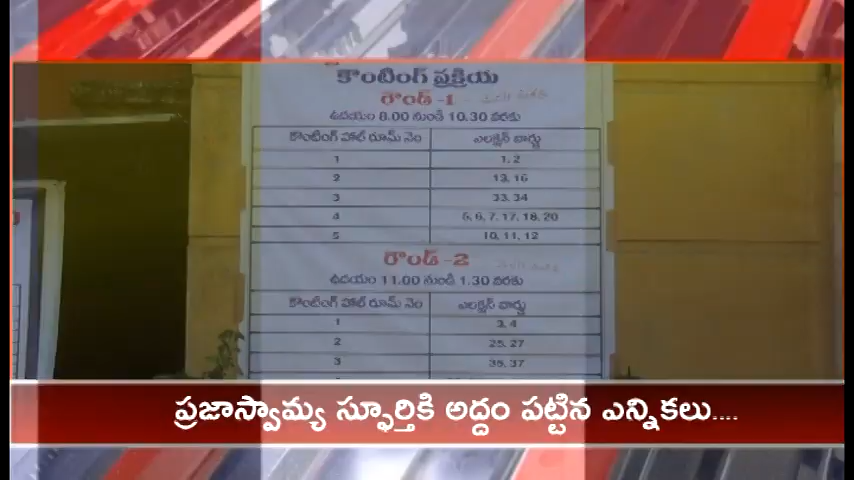 కౌంటింగ్ ప్రక్రియ
రౌండ్ -1
ఉదయం 8.00 నుండి 10.30 వరకు
కౌంటింగ్ హాల్ రూమ్ నెం ఎలక్షన్ వార్డు
1 1, 2
2 13, 16
3 33, 34
4 5, 6, 7, 17, 18, 20
5 10, 11, 12
రౌండ్ -2
ఉదయం 11.00 నుండి 1.30 వరకు
కౌంటింగ్ హాల్ రూమ్ నెం ఎలక్షన్ వార్డు
1 3, 4
2 25, 27
3 35, 37
ప్రజాస్వామ్య స్ఫూర్తికి అద్దం పట్టిన ఎన్నికలు....